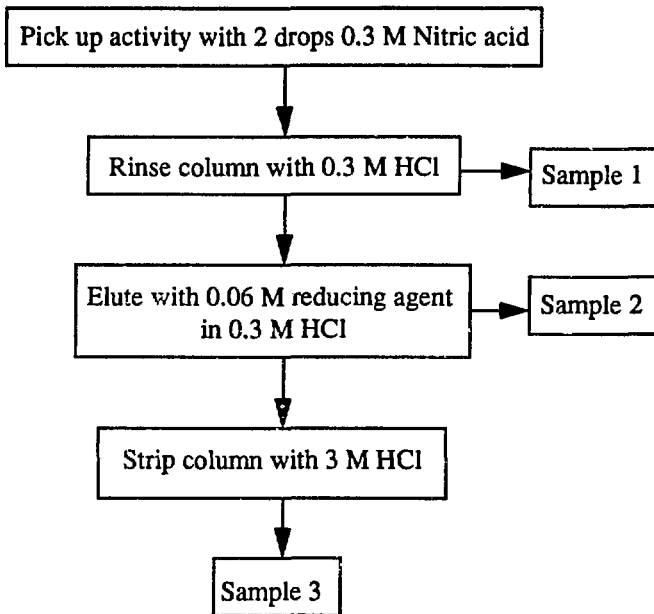 Pick up activity with 2 drops 0.3 M Nitric acid
Rinse column with 0.3 M HCl
Sample 1
Elute with 0.06 M reducing agent
in 0.3 M HCl
Sample 2
Strip column with 3 M HCl
Sample 3